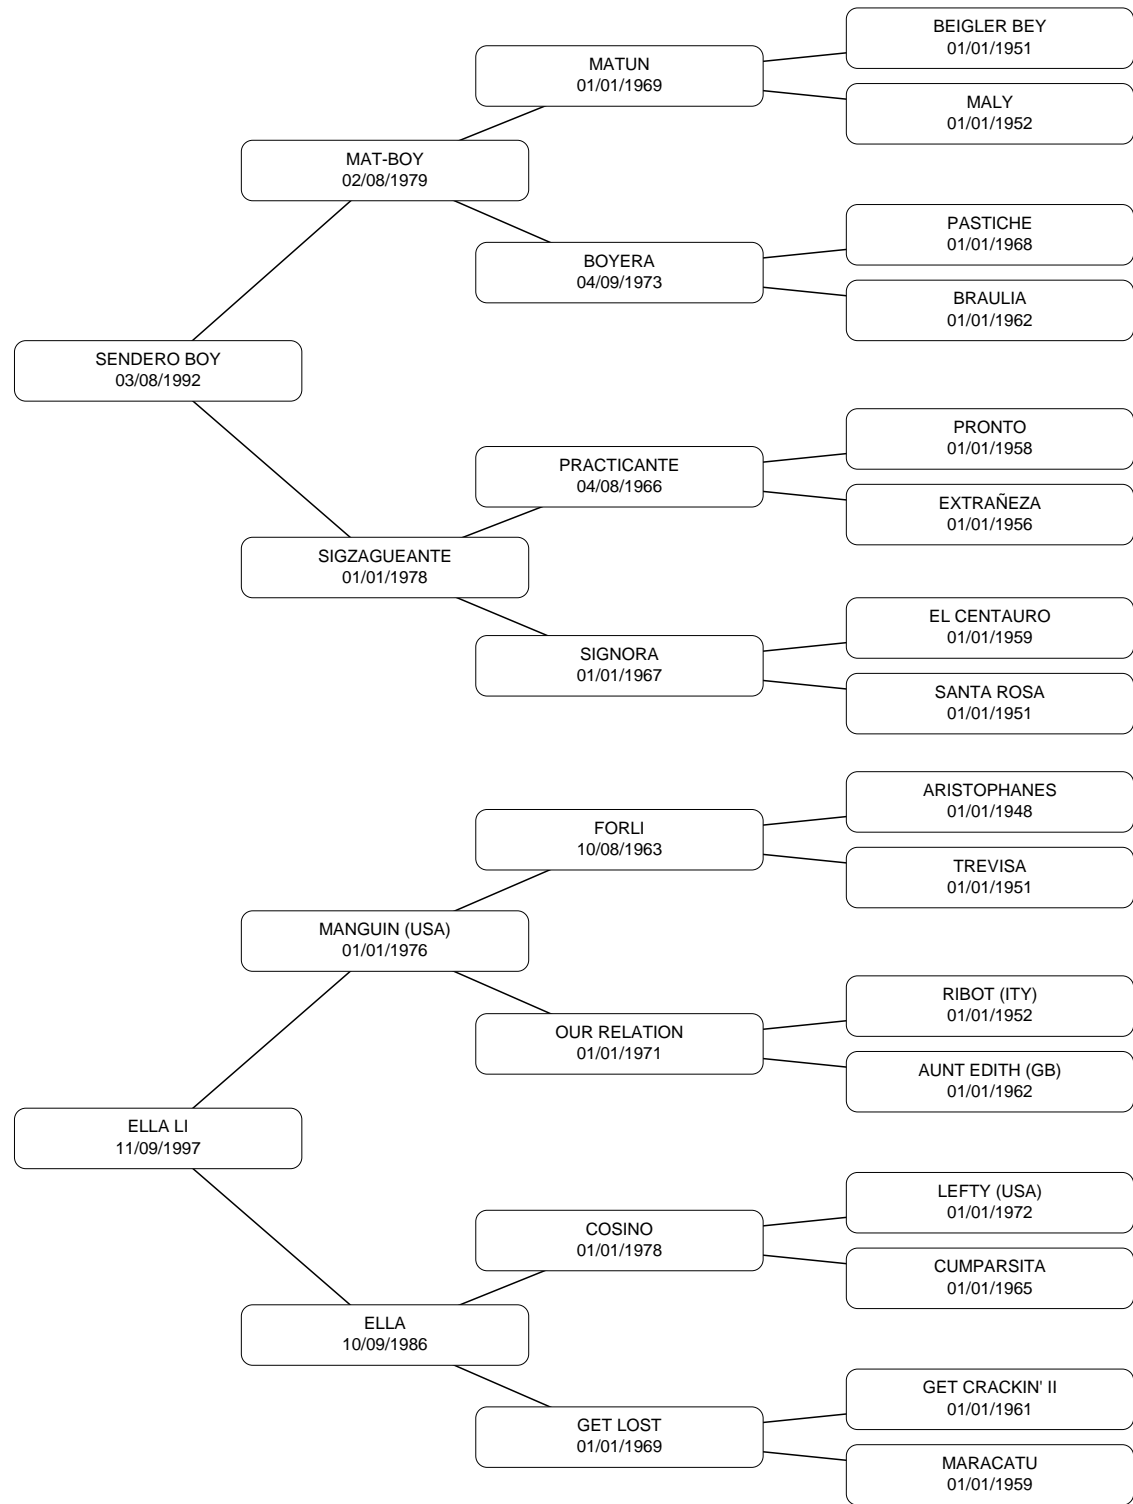 BEIGLER BEY
01/01/1951
MATUN
01/01/1969
MALY
01/01/1952
MAT-BOY
02/08/1979
PASTICHE
01/01/1968
BOYERA
04/09/1973
BRAULIA
01/01/1962
SENDERO BOY
03/08/1992
PRONTO
01/01/1958
PRACTICANTE
04/08/1966
EXTRAÑEZA
01/01/1956
SIGZAGUEANTE
01/01/1978
EL CENTAURO
01/01/1959
SIGNORA
01/01/1967
SANTA ROSA
01/01/1951
ARISTOPHANES
01/01/1948
FORLI
10/08/1963
TREVISA
01/01/1951
MANGUIN (USA)
01/01/1976
RIBOT (ITY)
01/01/1952
OUR RELATION
01/01/1971
AUNT EDITH (GB)
01/01/1962
ELLA LI
11/09/1997
LEFTY (USA)
01/01/1972
COSINO
01/01/1978
CUMPARSITA
01/01/1965
ELLA
10/09/1986
GET CRACKIN' II
01/01/1961
GET LOST
01/01/1969
MARACATU
01/01/1959